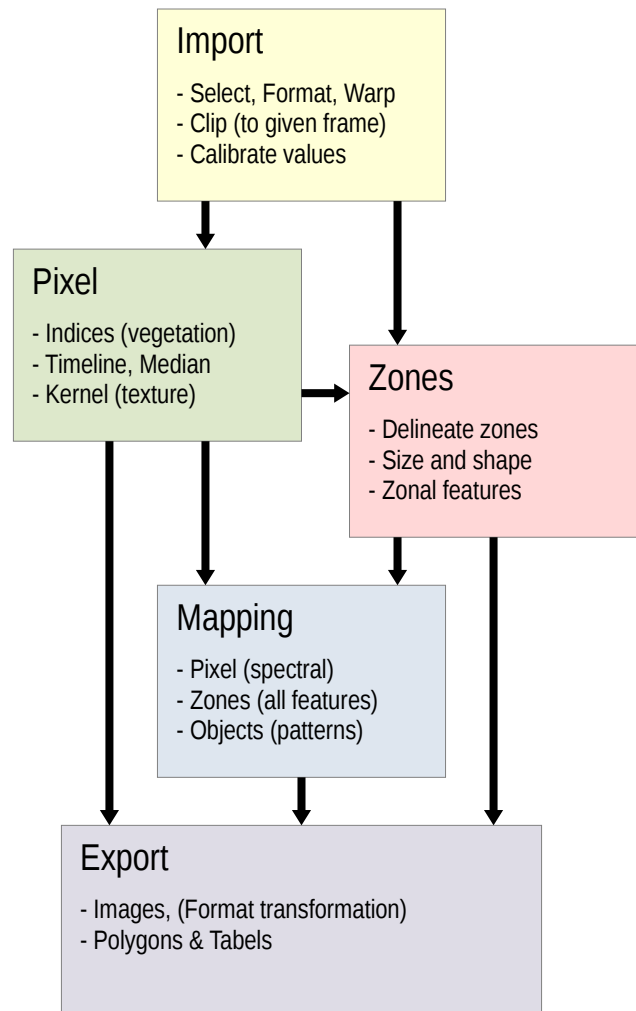 Import
- Select, Format, Warp
- Clip (to given frame)
- Calibrate values
Pixel
- Indices (vegetation)
- Timeline, Median
- Kernel (texture)
Zones
- Delineate zones
- Size and shape
- Zonal features
Mapping
- Pixel (spectral)
- Zones (all features)
- Objects (patterns)
Export
- Images, (Format transformation)
- Polygons & Tabels